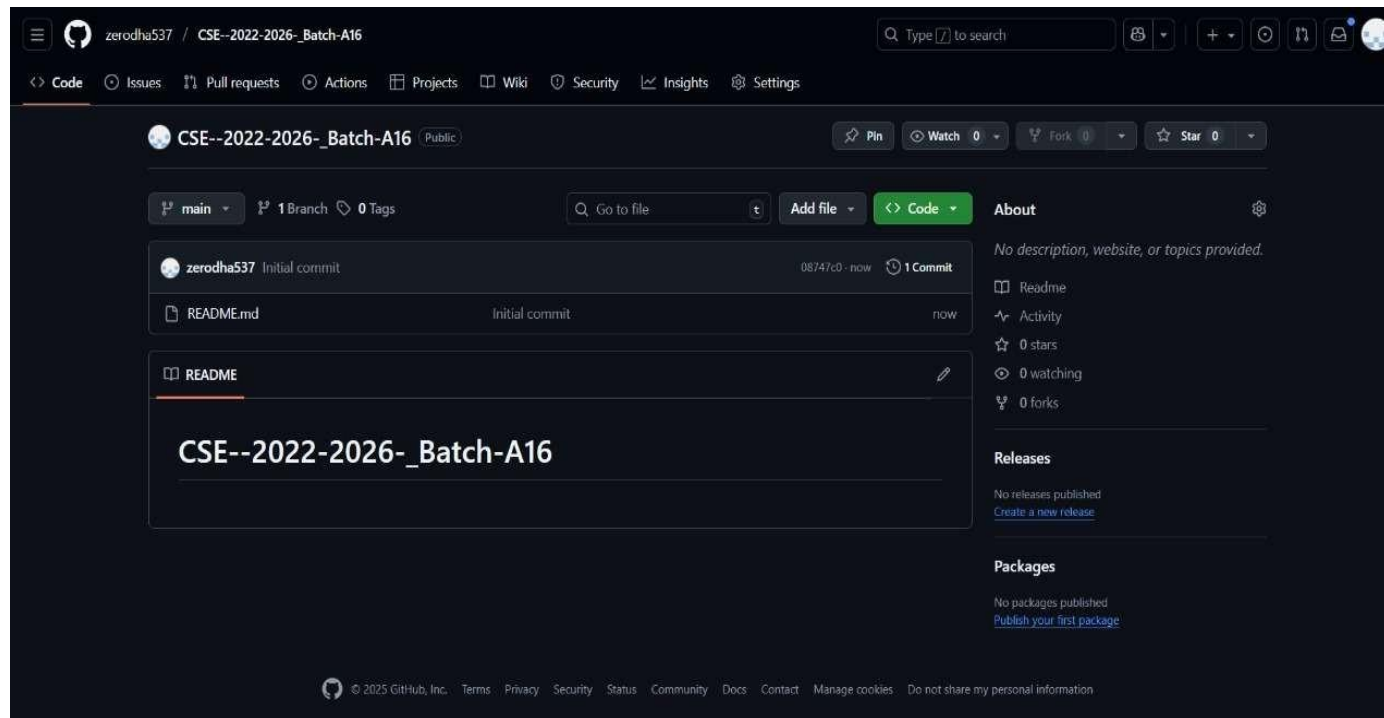 zerodha537 / CSE--2022-2026-_Batch-A16
Type / to search
Code Issues Pull requests Actions Projects Wiki Security Insights Settings
CSE--2022-2026-_Batch-A16 Public
Pin Watch 0 Fork 0 Star 0
main 1 Branch 0 Tags
Go to file t Add file Code
zerodha537 Initial commit 08747c0 · now 1 Commit
README.md Initial commit now
README
CSE--2022-2026-_Batch-A16
About
No description, website, or topics provided.
Readme
Activity
0 stars
0 watching
0 forks
Releases
No releases published
Create a new release
Packages
No packages published
Publish your first package
© 2025 GitHub, Inc. Terms Privacy Security Status Community Docs Contact Manage cookies Do not share my personal information